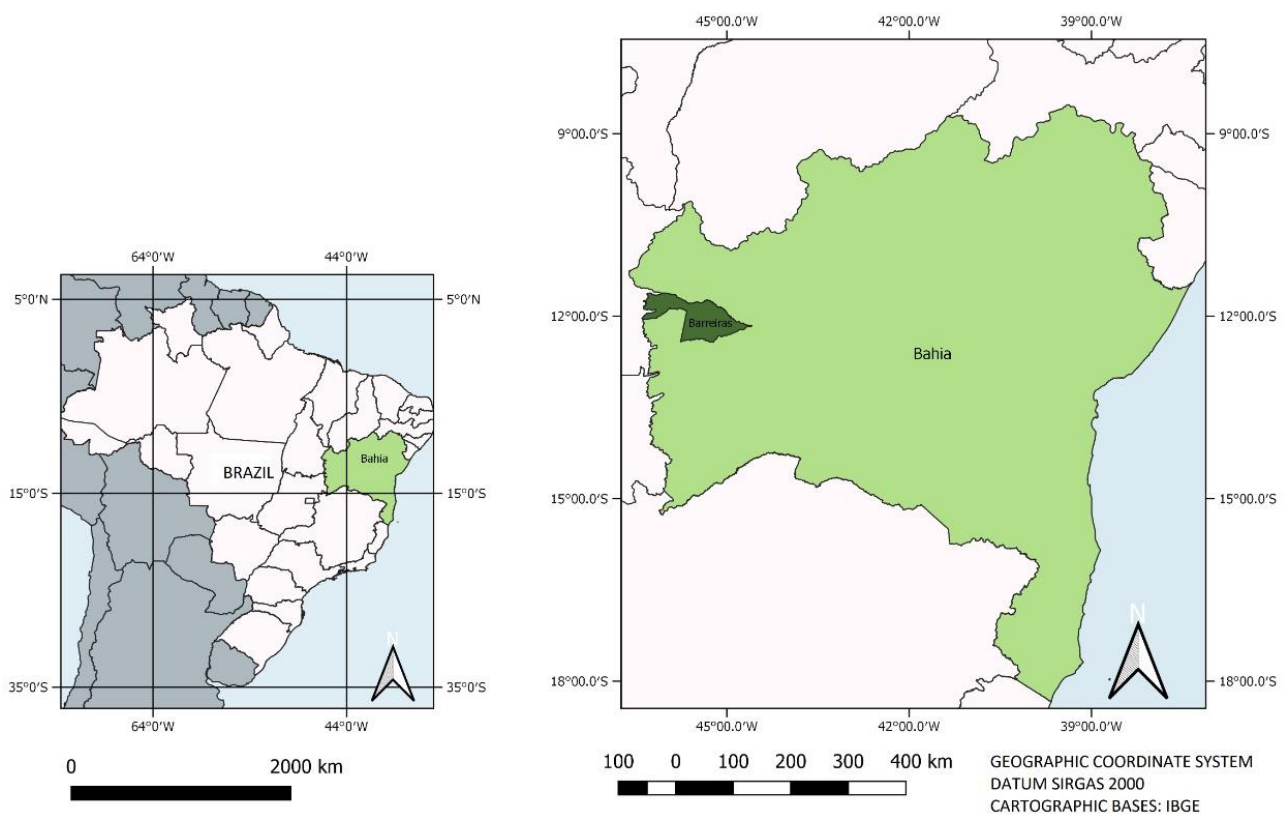 64°0'W 44°0'W
5°0'N 5°0'N
Bahia
BRAZIL
15°0'S 15°0'S
N
35°0'S 35°0'S
64°0'W 44°0'W
0 2000 km
45°00.0'W 42°00.0'W 39°00.0'W
9°00.0'S 9°00.0'S
12°00.0'S 12°00.0'S
Barreiras
Bahia
15°00.0'S 15°00.0'S
N
18°00.0'S 18°00.0'S
45°00.0'W 42°00.0'W 39°00.0'W
100 0 100 200 300 400 km
GEOGRAPHIC COORDINATE SYSTEM
DATUM SIRGAS 2000
CARTOGRAPHIC BASES: IBGE